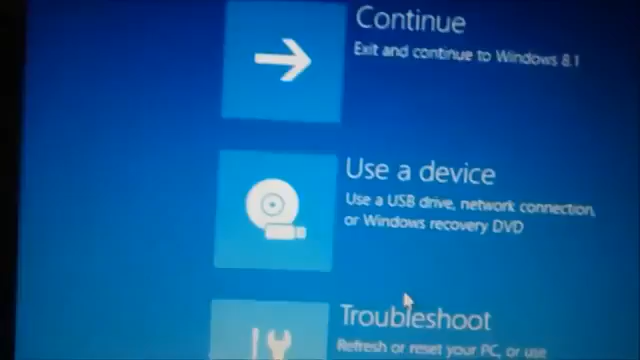 Continue
Exit and continue to Windows 8.1
Use a device
Use a USB drive, network connection,
or Windows recovery DVD
Troubleshoot
Refresh or reset your PC, or use